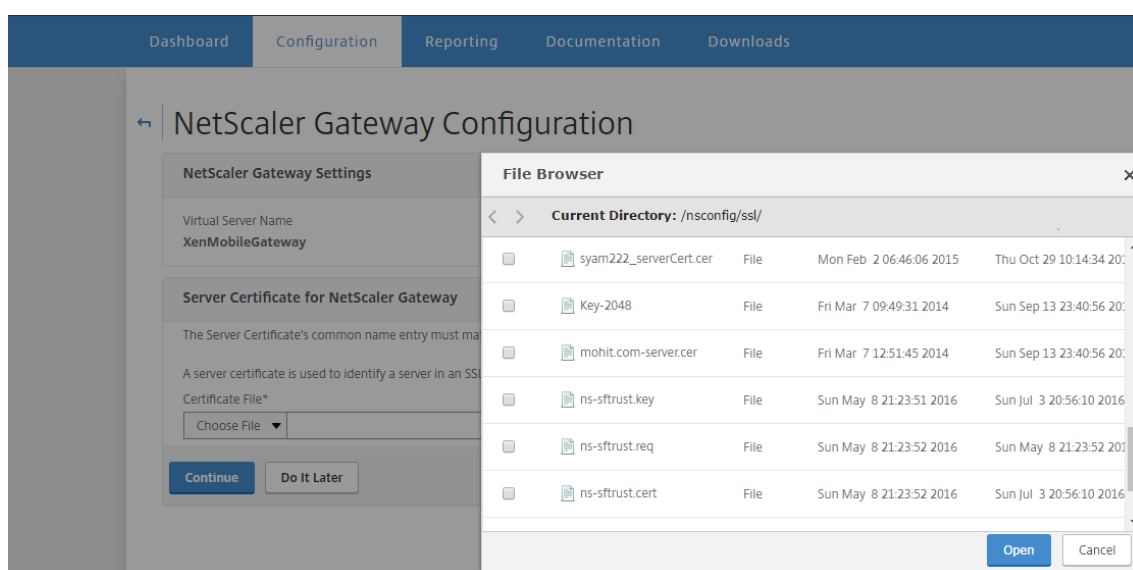 Dashboard Configuration Reporting Documentation Downloads
NetScaler Gateway Configuration
NetScaler Gateway Settings
Virtual Server Name
XenMobileGateway
Server Certificate for NetScaler Gateway
The Server Certificate's common name entry must ma
A server certificate is used to identify a server in an SSL
Certificate File*
Choose File
Continue Do It Later
File Browser
Current Directory: /nsconfig/ssl/
syam222_serverCert.cer File Mon Feb 2 06:46:06 2015 Thu Oct 29 10:14:34 201
Key-2048 File Fri Mar 7 09:49:31 2014 Sun Sep 13 23:40:56 201
mohit.com-server.cer File Fri Mar 7 12:51:45 2014 Sun Sep 13 23:40:56 201
ns-sftrust.key File Sun May 8 21:23:51 2016 Sun Jul 3 20:56:10 2016
ns-sftrust.req File Sun May 8 21:23:52 2016 Sun May 8 21:23:52 201
ns-sftrust.cert File Sun May 8 21:23:52 2016 Sun Jul 3 20:56:10 2016
Open Cancel